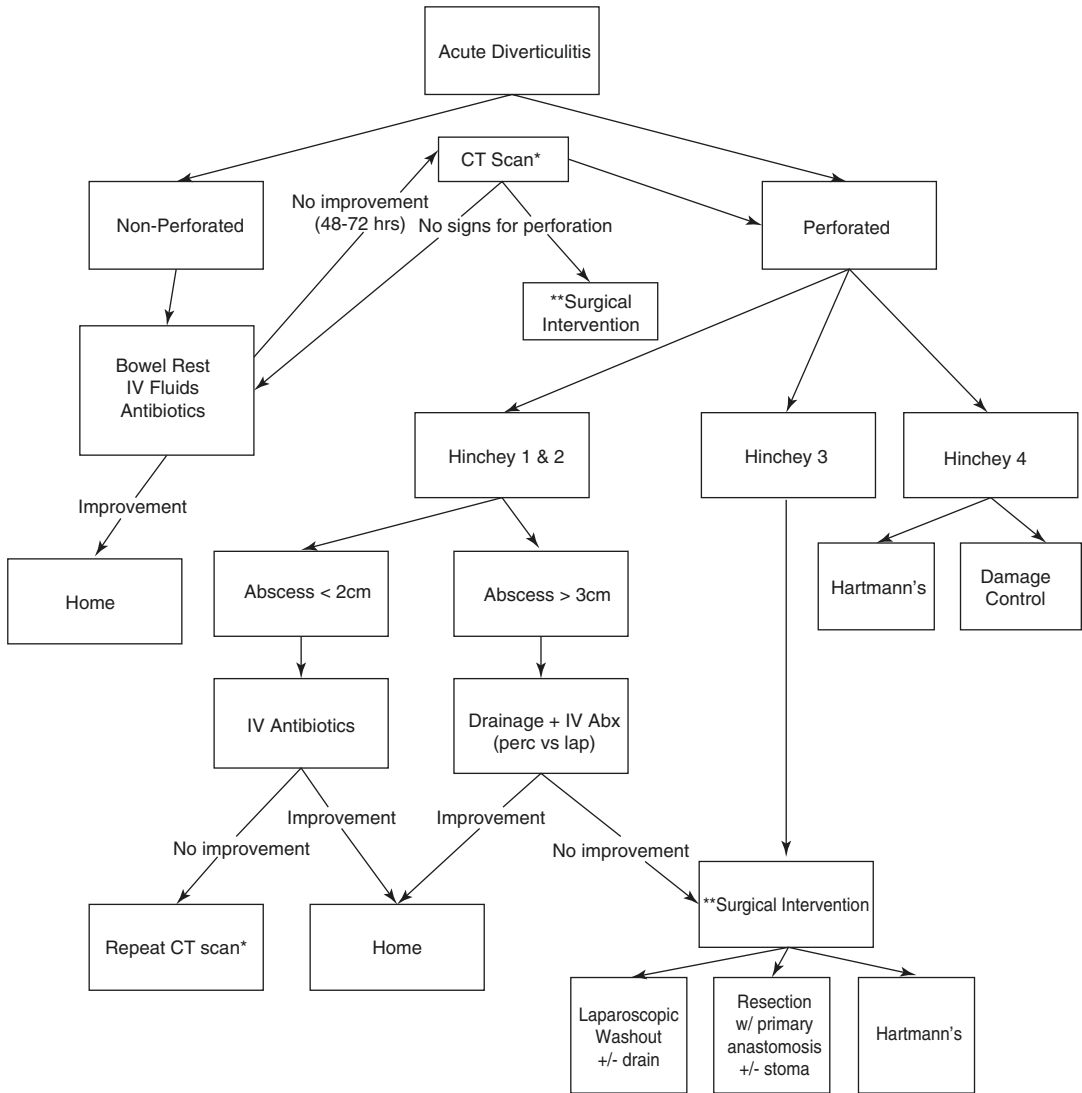 Acute Diverticulitis
CT Scan*
No improvement
(48-72 hrs)
No signs for perforation
Non-Perforated
Perforated
**Surgical
Intervention
Bowel Rest
IV Fluids
Antibiotics
Hinchey 1 & 2
Hinchey 3
Hinchey 4
Improvement
Home
Abscess < 2cm
Abscess > 3cm
Hartmann's
Damage
Control
IV Antibiotics
Drainage + IV Abx
(perc vs lap)
Improvement
Improvement
No improvement
No improvement
Repeat CT scan*
Home
**Surgical Intervention
Laparoscopic
Washout
+/- drain
Resection
w/ primary
anastomosis
+/- stoma
Hartmann's